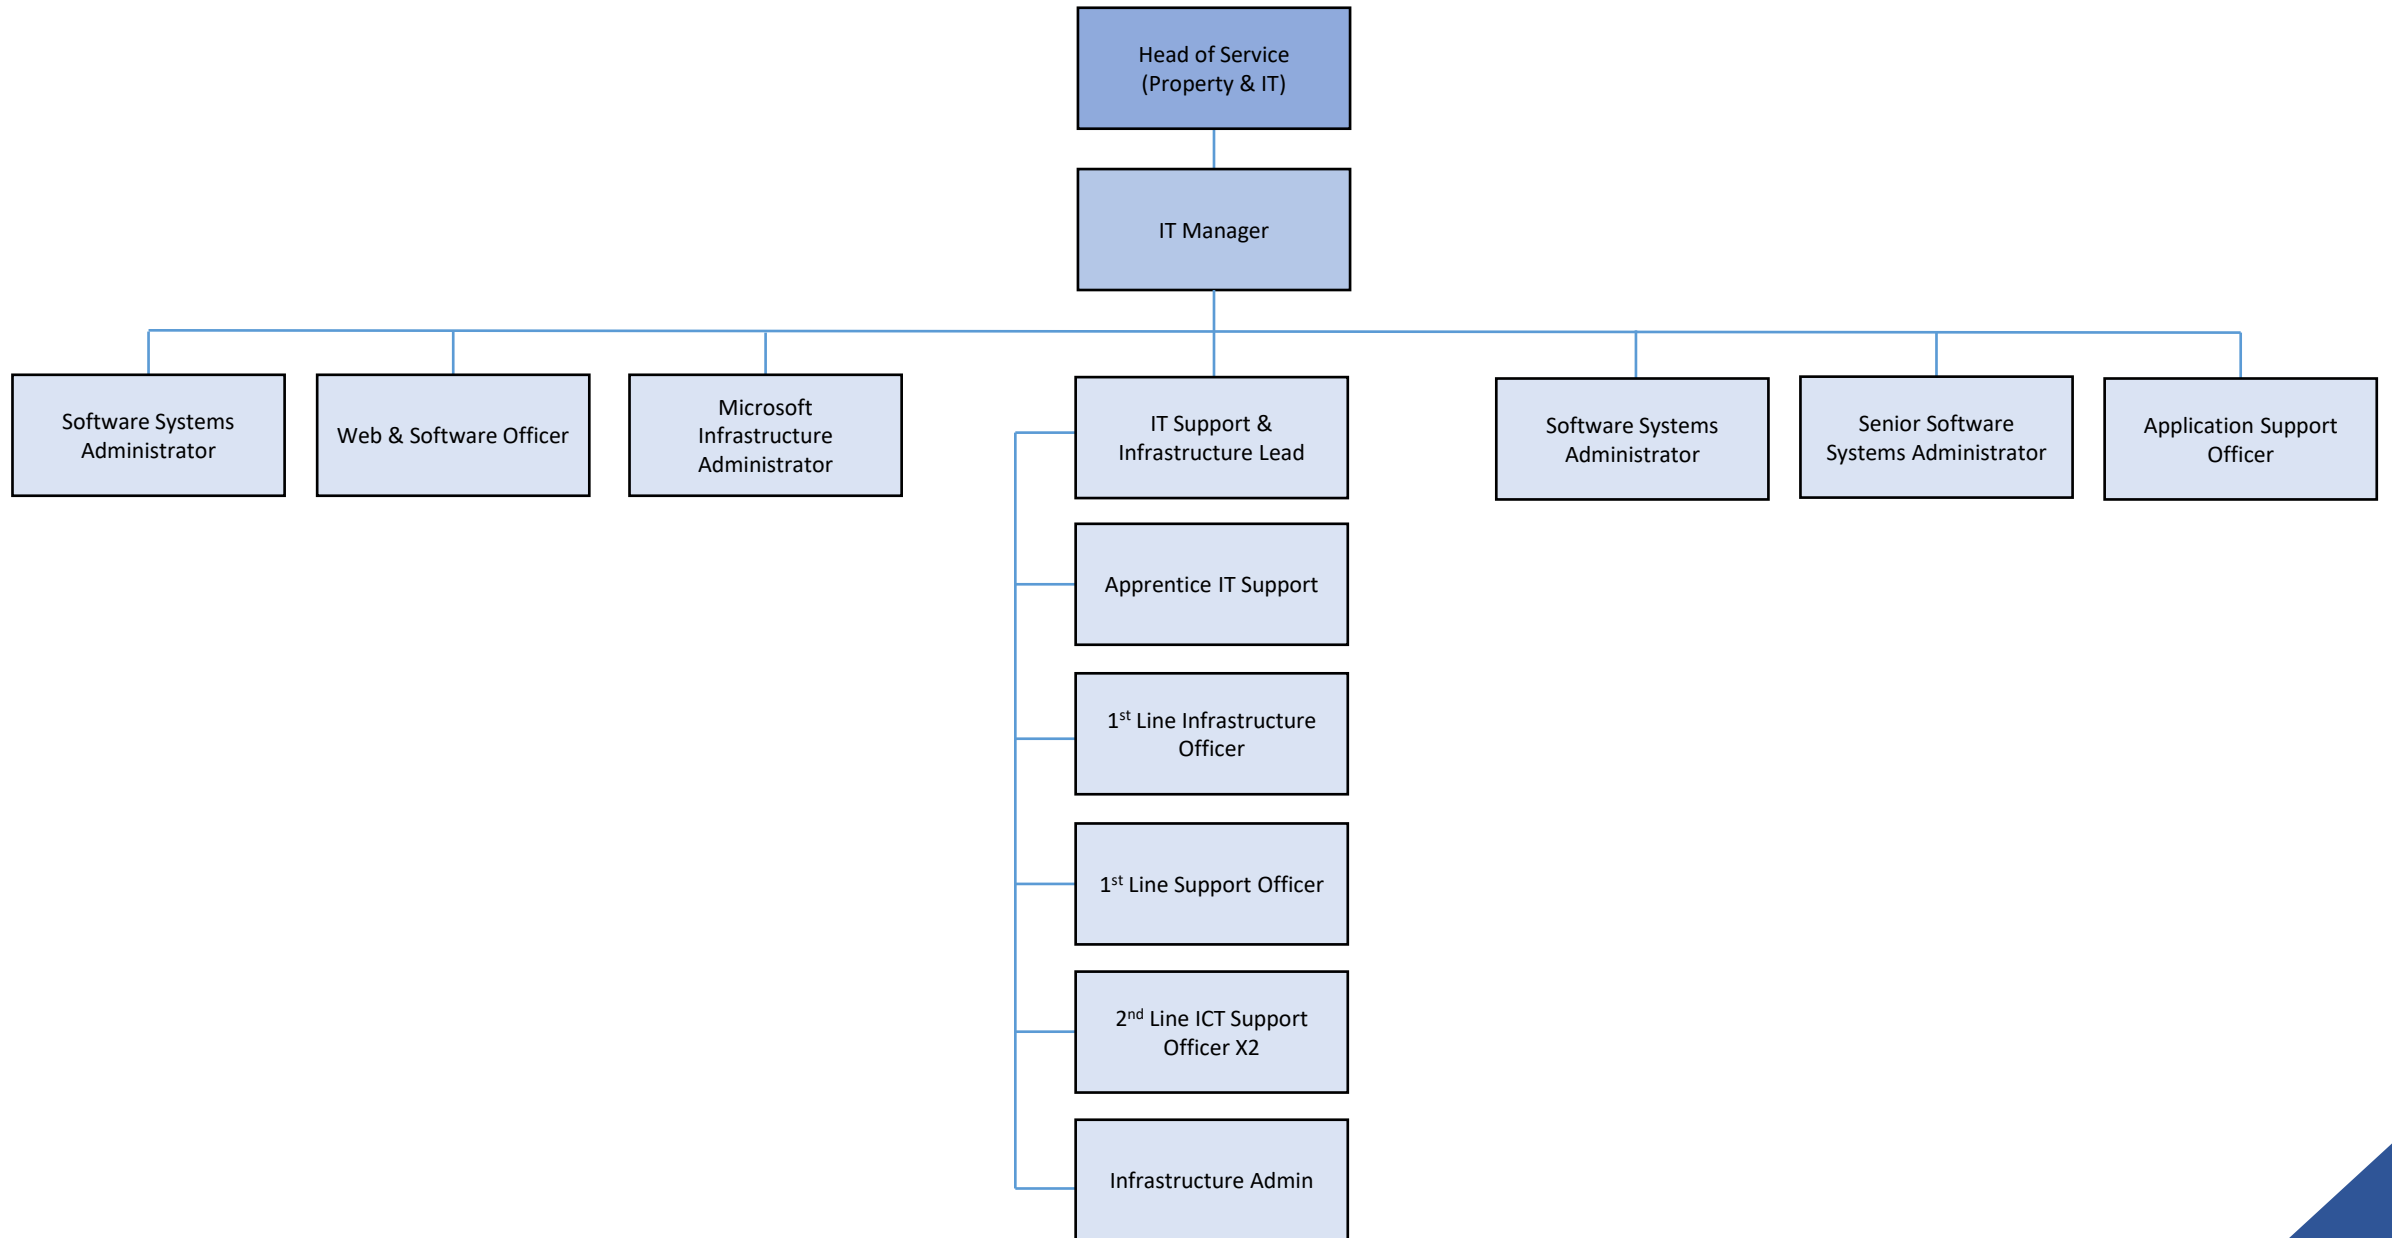 Head of Service
(Property & IT)
IT Manager
Software Systems
Administrator
Web & Software Officer
Microsoft
Infrastructure
Administrator
IT Support &
Infrastructure Lead
Software Systems
Administrator
Senior Software
Systems Administrator
Application Support
Officer
Apprentice IT Support
1st Line Infrastructure
Officer
1st Line Support Officer
2nd Line ICT Support
Officer X2
Infrastructure Admin